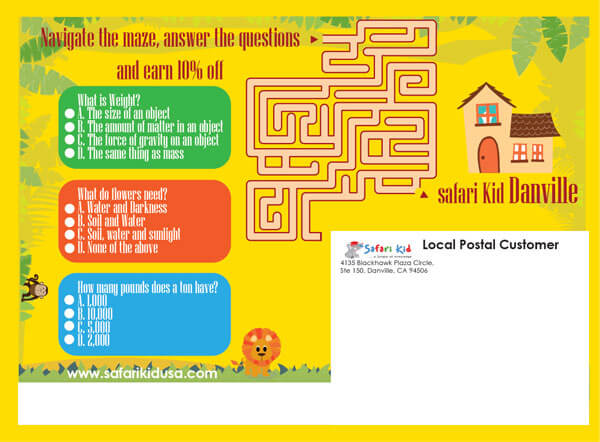 Navigate the maze, answer the questions
and earn 10% off
What is Weight?
A. The size of an object
B. The amount of matter in an object
C. The force of gravity on an object
D. The same thing as mass
What do flowers need?
A. Water and Darkness
B. Soil and Water
C. Soil, water and sunlight
D. None of the above
How many pounds does a ton have?
A. 1,000
B. 10,000
C. 5,000
D. 2,000
www.safarikidusa.com
safari Kid Danville
Safari Kid
a jungle of knowledge
Local Postal Customer
4135 Blackhawk Plaza Circle,
Ste 150, Danville, CA 94506